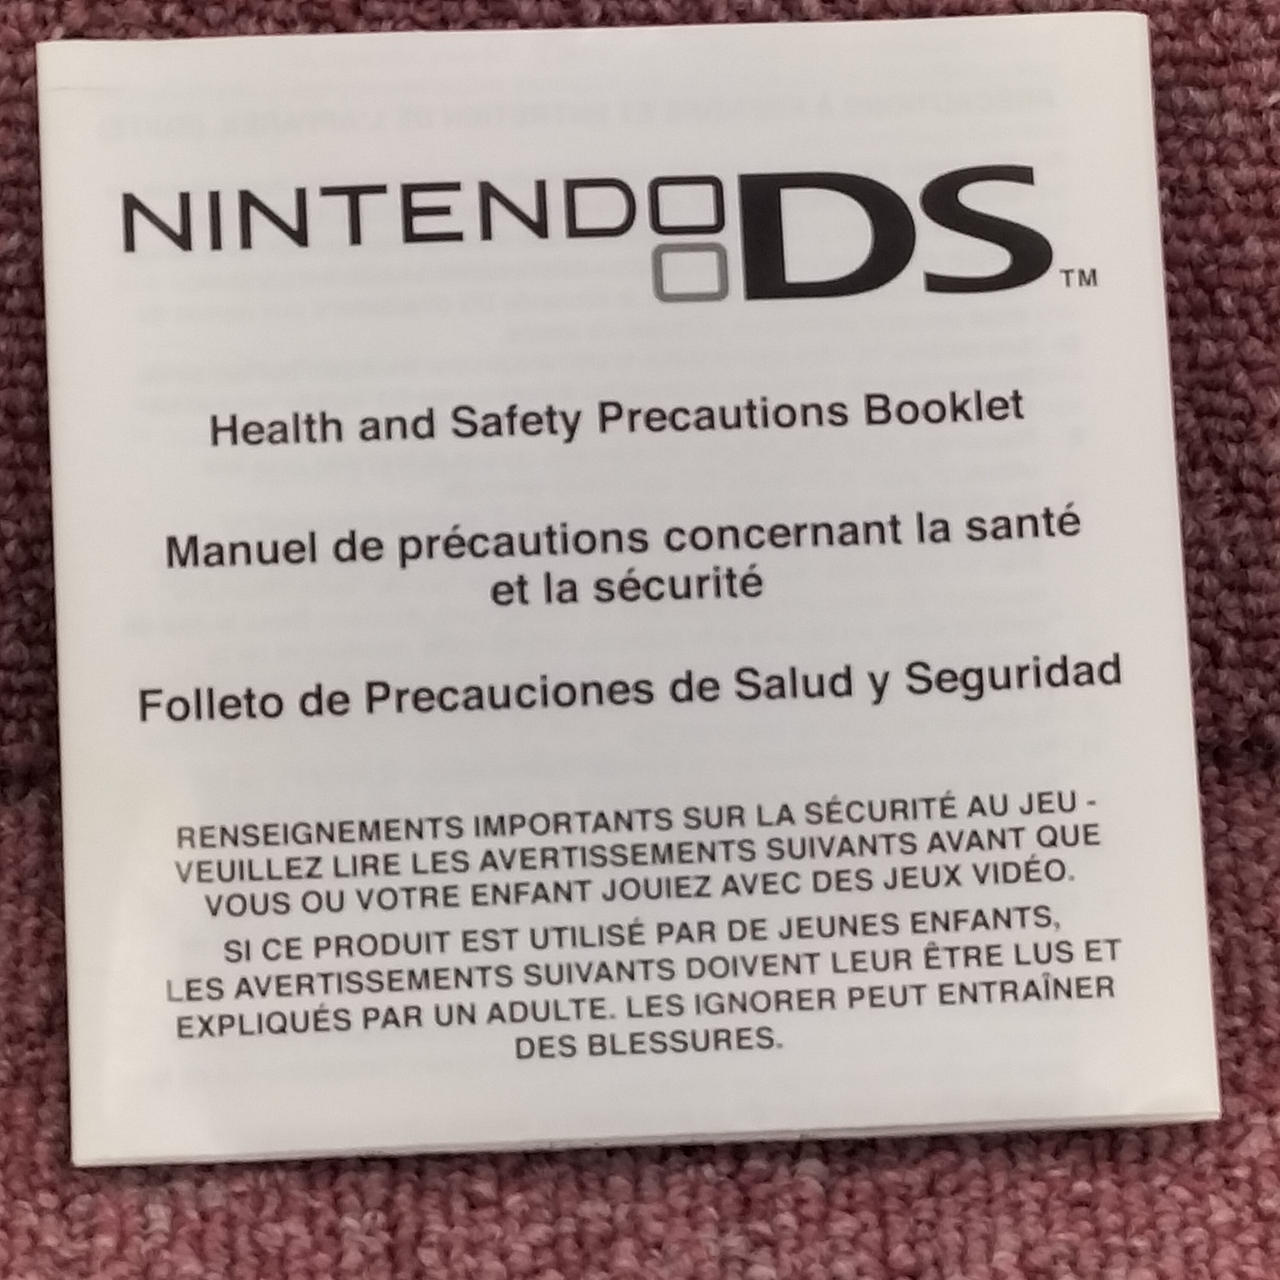 NINTENDO DS™
Health and Safety Precautions Booklet
Manuel de précautions concernant la santé
et la sécurité
Folleto de Precauciones de Salud y Seguridad
RENSEIGNEMENTS IMPORTANTS SUR LA SÉCURITÉ AU JEU -
VEUILLEZ LIRE LES AVERTISSEMENTS SUIVANTS AVANT QUE
VOUS OU VOTRE ENFANT JOUIEZ AVEC DES JEUX VIDÉO.
SI CE PRODUIT EST UTILISÉ PAR DE JEUNES ENFANTS,
LES AVERTISSEMENTS SUIVANTS DOIVENT LEUR ÊTRE LUS ET
EXPLIQUÉS PAR UN ADULTE. LES IGNORER PEUT ENTRAÎNER
DES BLESSURES.